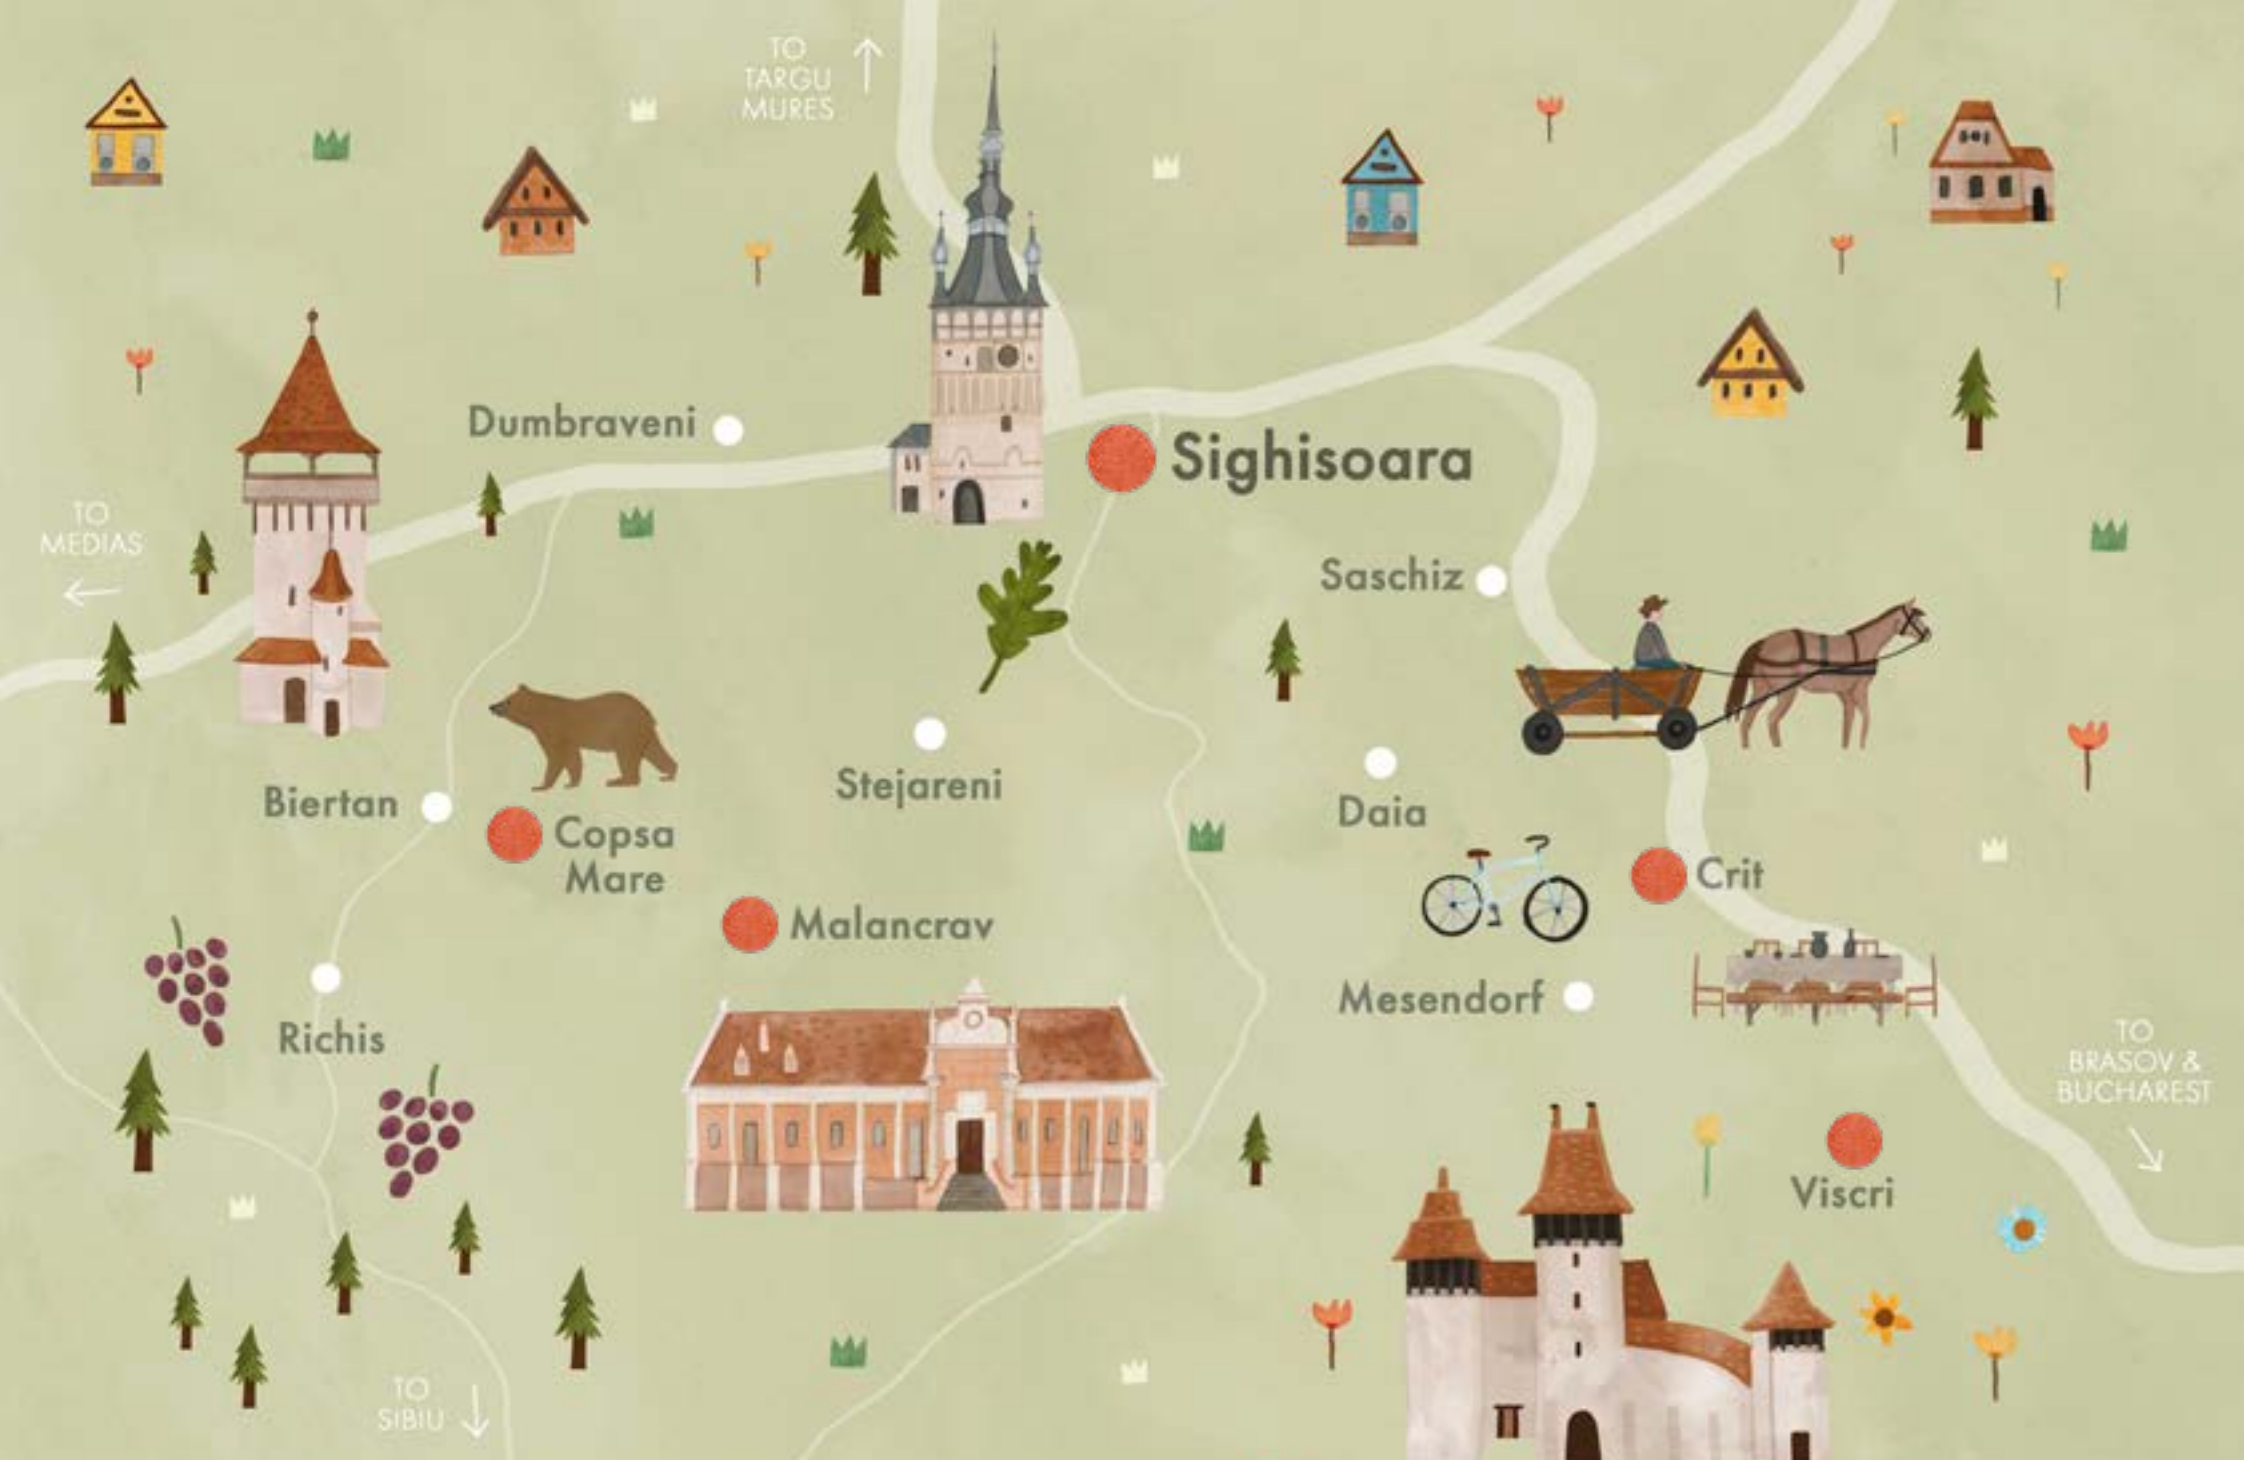 TO
TARGU
MURES
Dumbraveni
Sighisoara
TO
MEDIAS
Saschiz
Stejareni
Daia
Biertan
Copsa
Mare
Crit
Malancrav
Mesendorf
Richis
TO
BRASOV &
BUCHAREST
Viscri
TO
SIBIU